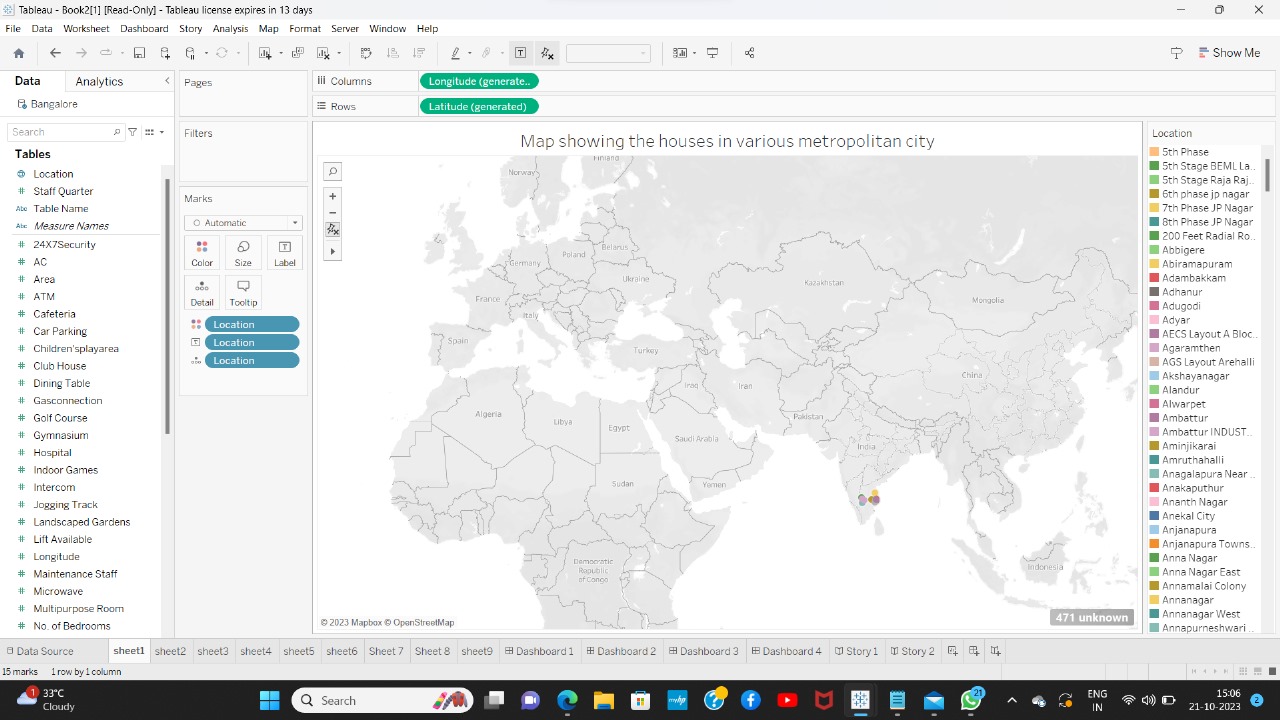 Tableau - Book2[1] [Read-Only] - Tableau license expires in 13 days
File Data Worksheet Dashboard Story Analysis Map Format Server Window Help
Show Me
Data Analytics
Bangalore
Search
Tables
Location
Staff Quarter
Abc Table Name
Abc Measure Names
24X7Security
AC
Area
ATM
Cafeteria
Car Parking
Children'splayarea
Club House
Dining Table
Gasconnection
Golf Course
Gymnasium
Hospital
Indoor Games
Intercom
Jogging Track
Landscaped Gardens
Lift Available
Longitude
Maintenance Staff
Microwave
Multipurpose Room
No. of Bedrooms
Pages
Filters
Marks
Automatic
Color Size Label
Detail Tooltip
Location
Location
Location
Columns Longitude (generate..
Rows Latitude (generated)
Map showing the houses in various metropolitan city
Finland
Norway
Belarus
Poland
Germany
Ukraine
Kazakhstan
France
Mongolia
Italy
Spain
Turkey
China
Iraq
Iran
Algeria
Pakistan
Libya
Egypt
Saudi Arabia
India
Sudan
Yemen
Democratic
Republic
of Congo
Indonesia
© 2023 Mapbox © OpenStreetMap
471 unknown
Location
5th Phase
5th Stage BEML La..
5th Stage Raja Raj..
6th phase jp nagar
7th Phase JP Nagar
8th Phase JP Nagar
200 Feet Radial Ro..
Abbigere
Abiramapuram
Adambakkam
Adhanur
Adugodi
Adyar
AECS Layout A Bloc..
Agaramthen
AGS Layout Arehalli
Akshayanagar
Alandur
Alwarpet
Ambattur
Ambattur INDUST..
Aminjikarai
Amruthahalli
Anagalapura Near ..
Anakaputhur
Ananth Nagar
Anekal City
Anjanapura
Anjanapura Towns..
Anna Nagar
Anna Nagar East
Annamalai Colony
Annanagar
Annanagar West
Annapurneshwari ..
Data Source sheet1 sheet2 sheet3 sheet4 sheet5 sheet6 Sheet 7 Sheet 8 sheet9 Dashboard 1 Dashboard 2 Dashboard 3 Dashboard 4 Story 1 Story 2
15 marks 1 row by 1 column
1
33°C
Cloudy
Search
myhp
21
ENG
IN
15:06
21-10-2023
2